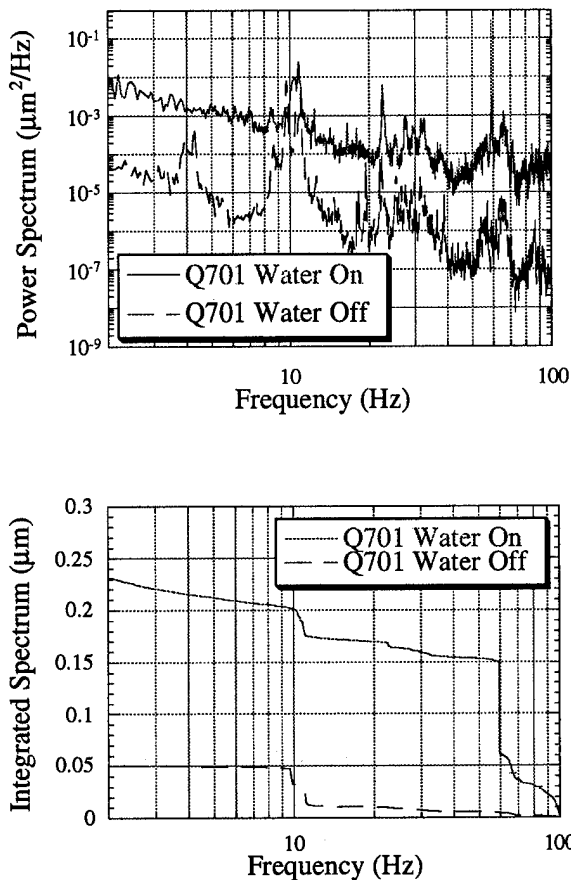 Power Spectrum (μm²/Hz)
10⁻¹
10⁻³
10⁻⁵
10⁻⁷
10⁻⁹
Q701 Water On
Q701 Water Off
10
100
Frequency (Hz)
Integrated Spectrum (μm)
0.3
0.25
0.2
0.15
0.1
0.05
0
Q701 Water On
Q701 Water Off
10
100
Frequency (Hz)